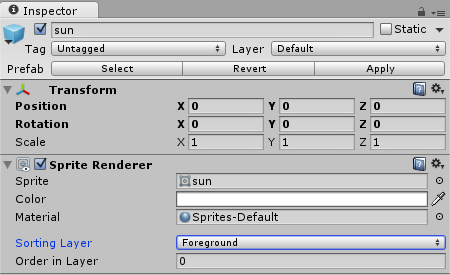 Inspector
sun Static
Tag Untagged Layer Default
Prefab Select Revert Apply
Transform
Position X 0 Y 0 Z 0
Rotation X 0 Y 0 Z 0
Scale X 1 Y 1 Z 1
Sprite Renderer
Sprite sun
Color
Material Sprites-Default
Sorting Layer Foreground
Order in Layer 0